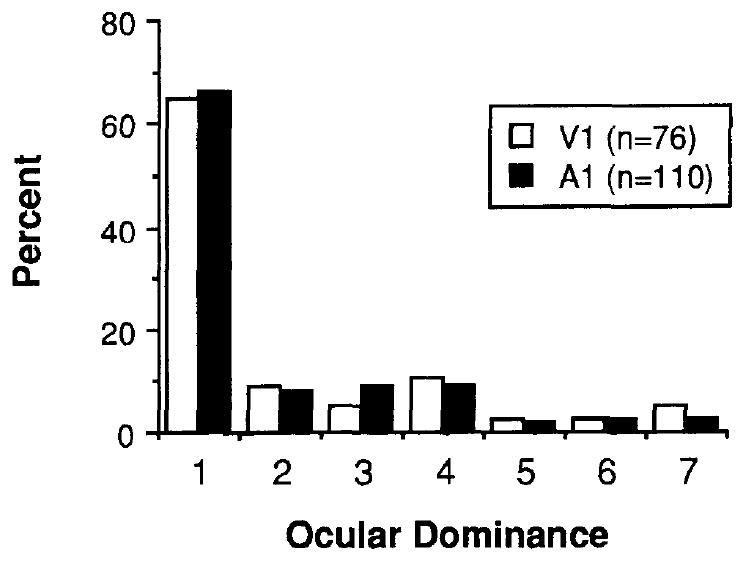 80
60
40
20
0
Percent
V1 (n=76)
A1 (n=110)
1 2 3 4 5 6 7
Ocular Dominance